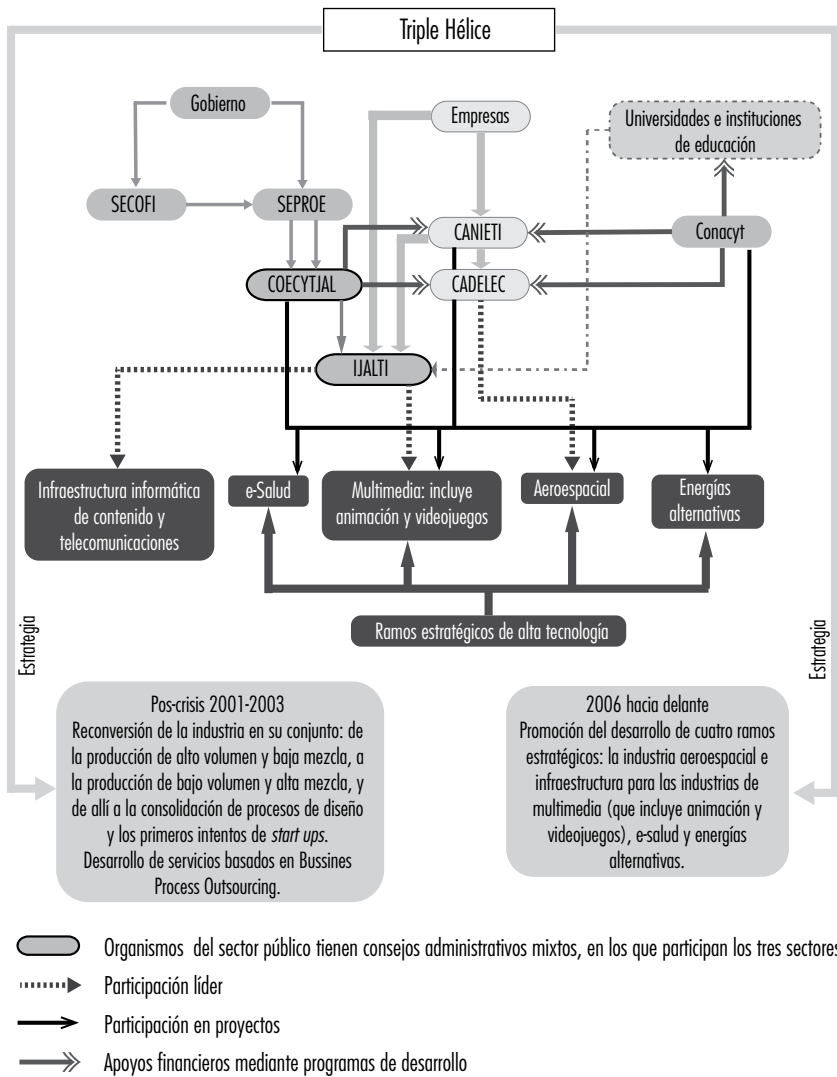 Triple Hélice
Gobierno
Empresas
Universidades e instituciones
de educación
SECOFI
SEPROE
CANIETI
Conacyt
COECYTJAL
CADELEC
IJALTI
Infraestructura informática
de contenido y
telecomunicaciones
e-Salud
Multimedia: incluye
animación y videojuegos
Aeroespacial
Energías
alternativas
Ramos estratégicos de alta tecnología
Estrategia
Estrategia
Pos-crisis 2001-2003
Reconversión de la industria en su conjunto: de
la producción de alto volumen y baja mezcla, a
la producción de bajo volumen y alta mezcla, y
de allí a la consolidación de procesos de diseño
y los primeros intentos de start ups.
Desarrollo de servicios basados en Bussines
Process Outsourcing.
2006 hacia delante
Promoción del desarrollo de cuatro ramos
estratégicos: la industria aeroespacial e
infraestructura para las industrias de
multimedia (que incluye animación y
videojuegos), e-salud y energías
alternativas.
Organismos del sector público tienen consejos administrativos mixtos, en los que participan los tres sectores
Participación líder
Participación en proyectos
Apoyos financieros mediante programas de desarrollo